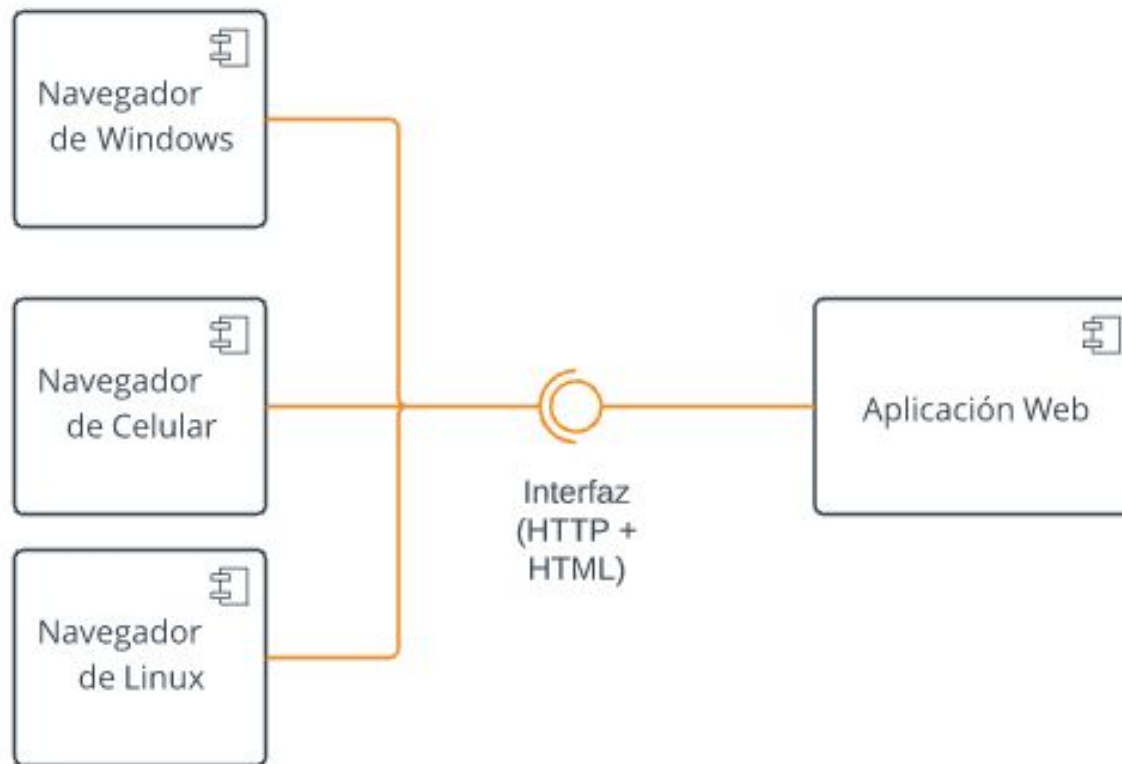 Navegador
de Windows
Navegador
de Celular
Navegador
de Linux
Interfaz
(HTTP +
HTML)
Aplicación Web